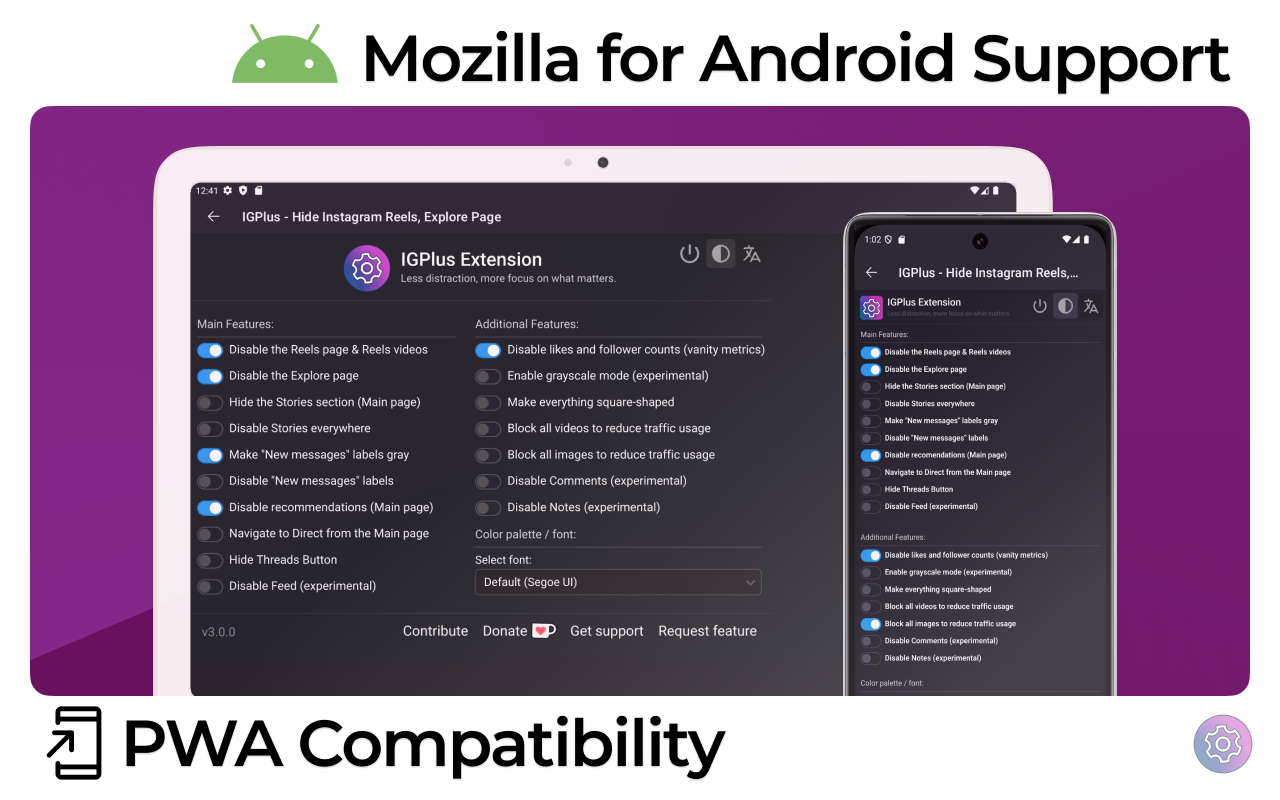 Mozilla for Android Support
12:41
IGPlus - Hide Instagram Reels, Explore Page
IGPlus Extension
Less distraction, more focus on what matters.
Main Features:
Disable the Reels page & Reels videos
Disable the Explore page
Hide the Stories section (Main page)
Disable Stories everywhere
Make "New messages" labels gray
Disable "New messages" labels
Disable recommendations (Main page)
Navigate to Direct from the Main page
Hide Threads Button
Disable Feed (experimental)
Additional Features:
Disable likes and follower counts (vanity metrics)
Enable grayscale mode (experimental)
Make everything square-shaped
Block all videos to reduce traffic usage
Block all images to reduce traffic usage
Disable Comments (experimental)
Disable Notes (experimental)
Color palette / font:
Select font:
Default (Segoe UI)
v3.0.0
Contribute
Donate
Get support
Request feature
1:02
IGPlus - Hide Instagram Reels,...
IGPlus Extension
Less distraction, more focus on what matters.
Main Features:
Disable the Reels page & Reels videos
Disable the Explore page
Hide the Stories section (Main page)
Disable Stories everywhere
Make "New messages" labels gray
Disable "New messages" labels
Disable recomendations (Main page)
Navigate to Direct from the Main page
Hide Threads Button
Disable Feed (experimental)
Additional Features:
Disable likes and follower counts (vanity metrics)
Enable grayscale mode (experimental)
Make everything square-shaped
Block all videos to reduce traffic usage
Block all images to reduce traffic usage
Disable Comments (experimental)
Disable Notes (experimental)
Color palette / font:
PWA Compatibility